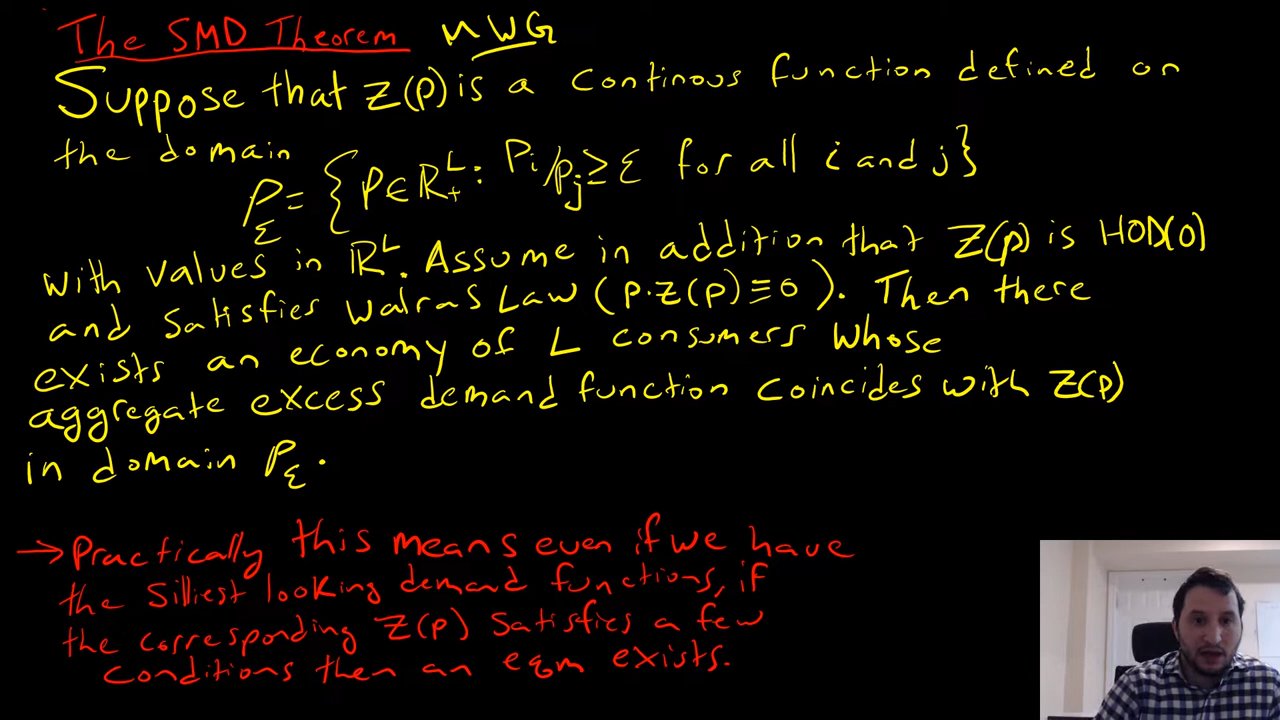 The SMD Theorem MWG
Suppose that Z(p) is a continous function defined on
the domain
P_ε = {P ∈ ℝ^L_+ : P_i/p_j ≥ ε for all i and j}
with values in ℝ^L. Assume in addition that Z(p) is HOD(0)
and satisfies walras Law (p·z(p) ≡ 0). Then there
exists an economy of L consumers whose
aggregate excess demand function coincides with Z(p)
in domain P_ε.
→ Practically this means even if we have
the silliest looking demand functions, if
the corresponding Z(p) satisfies a few
conditions then an eqm exists.